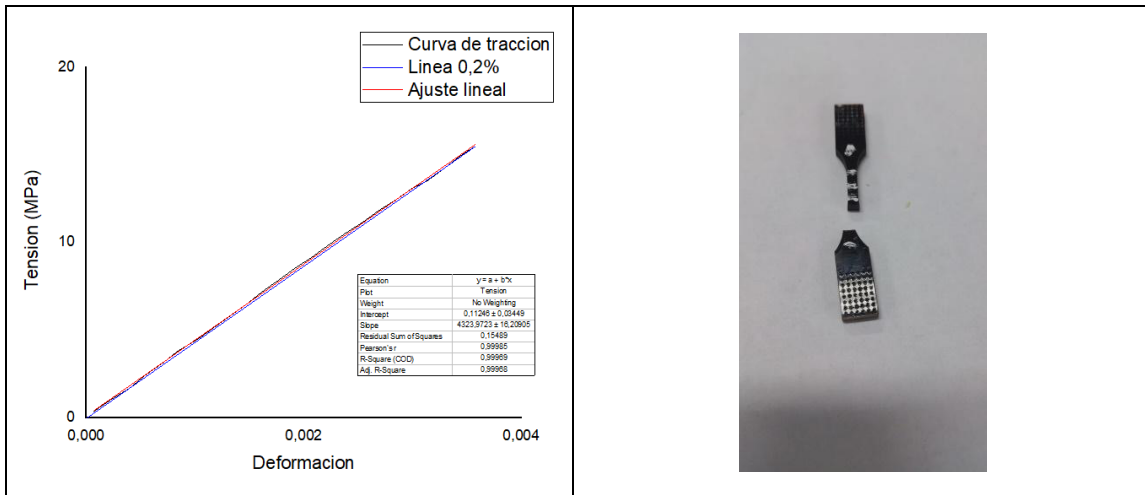 Curva de traccion
Linea 0,2%
Ajuste lineal
20
10
0
0,000
0,002
0,004
Tension (MPa)
Deformacion
Equation y = a + b*x
Plot Tension
Weight No Weighting
Intercept 0,11246 ± 0,03449
Slope 4323,9723 ± 16,20905
Residual Sum of Squares 0,15489
Pearson's r 0,99985
R-Square (COD) 0,99969
Adj. R-Square 0,99968